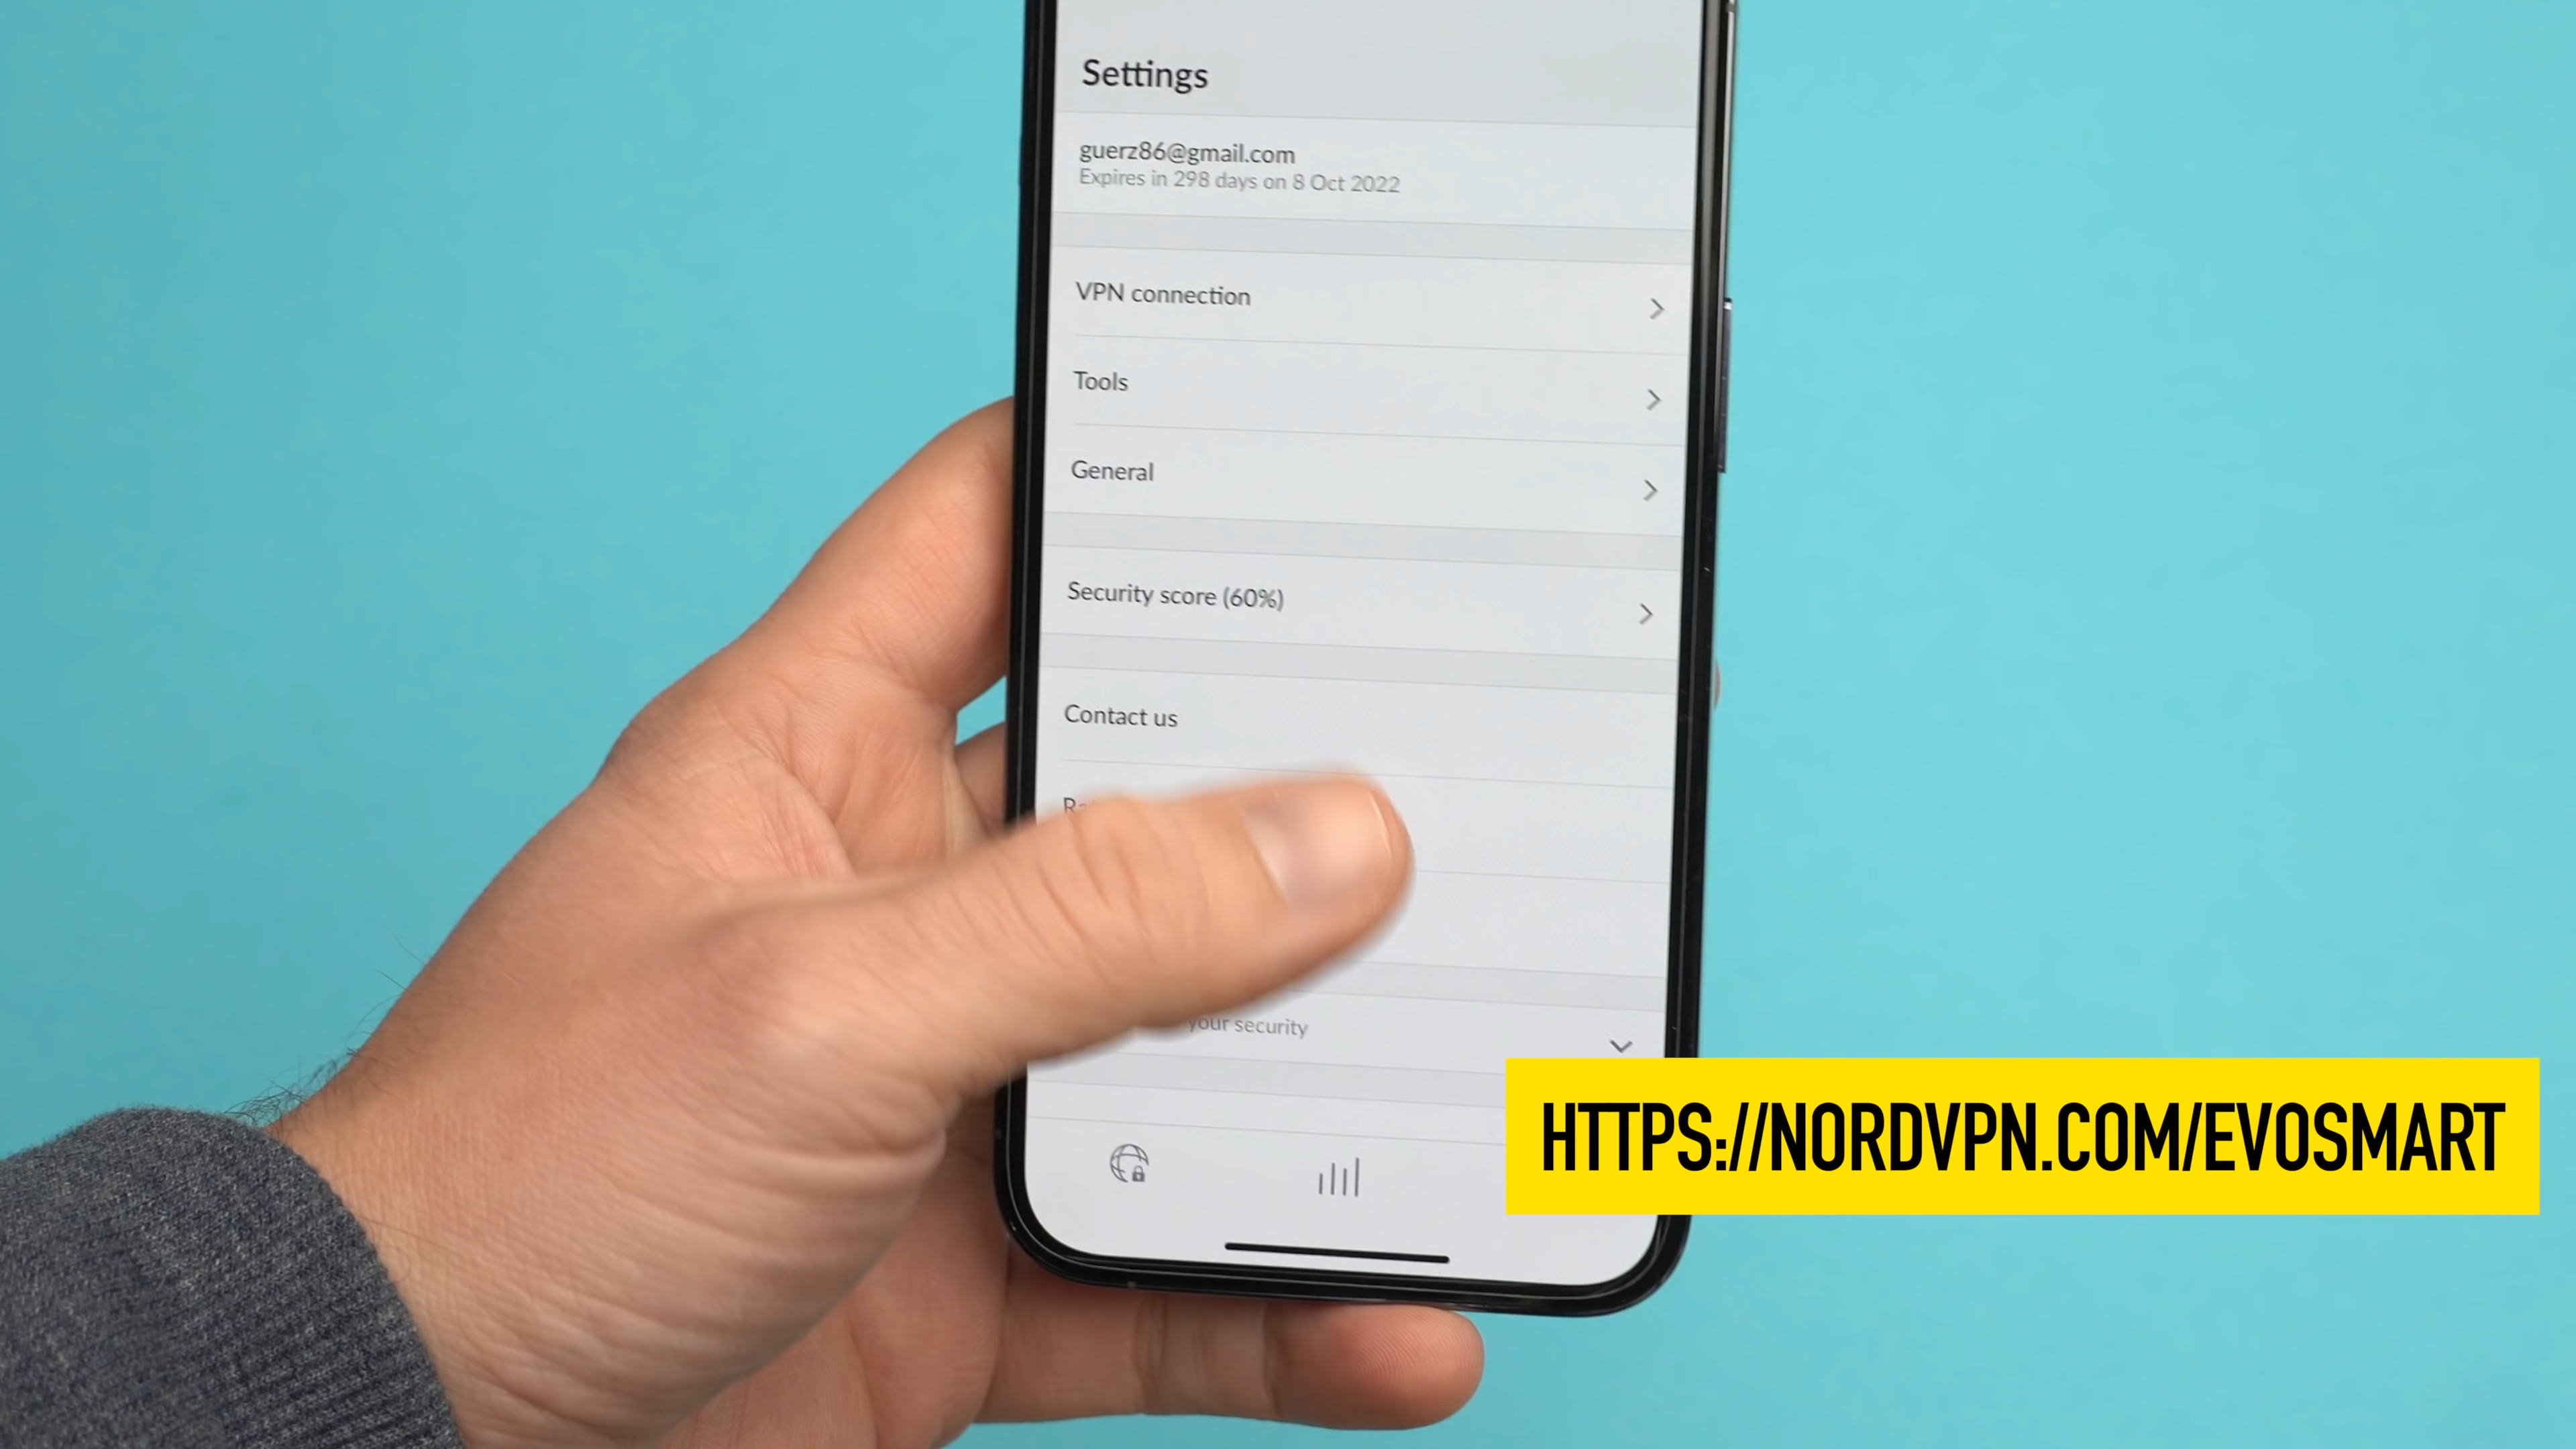 Settings
guerz86@gmail.com
Expires in 298 days on 8 Oct 2022
VPN connection
Tools
General
Security score (60%)
Contact us
your security
HTTPS://NORDVPN.COM/EVOSMART